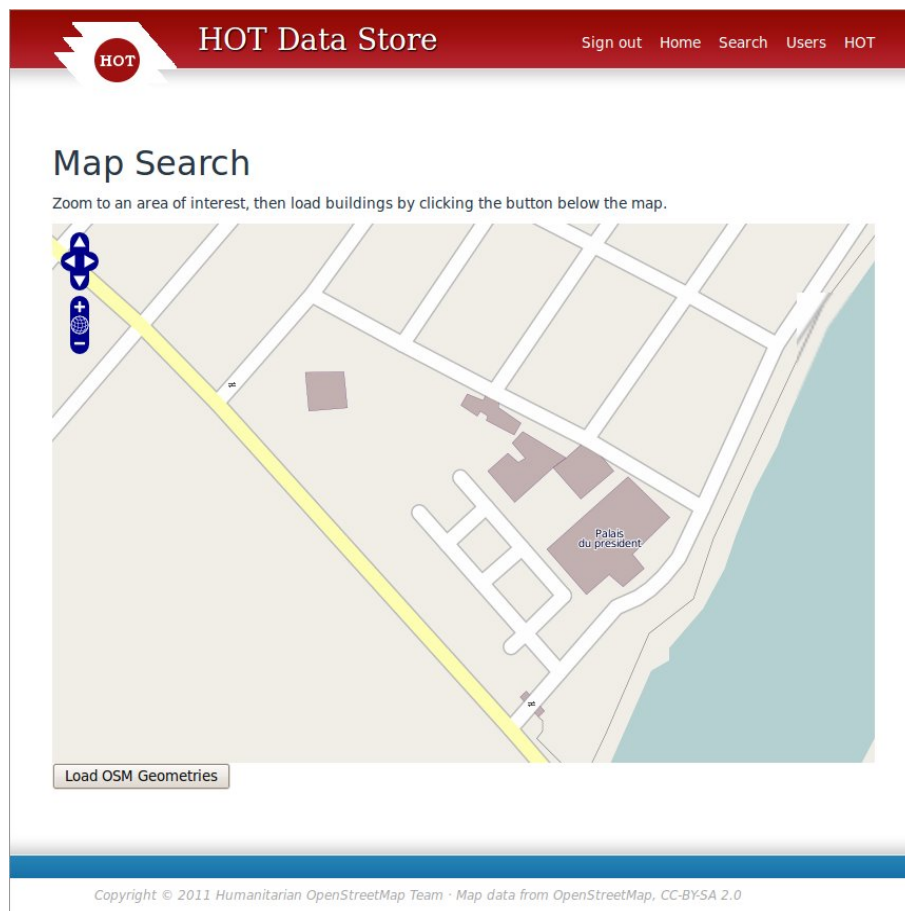 HOT
HOT Data Store
Sign out Home Search Users HOT
Map Search
Zoom to an area of interest, then load buildings by clicking the button below the map.
Palais
du président
Load OSM Geometries
Copyright © 2011 Humanitarian OpenStreetMap Team · Map data from OpenStreetMap, CC-BY-SA 2.0